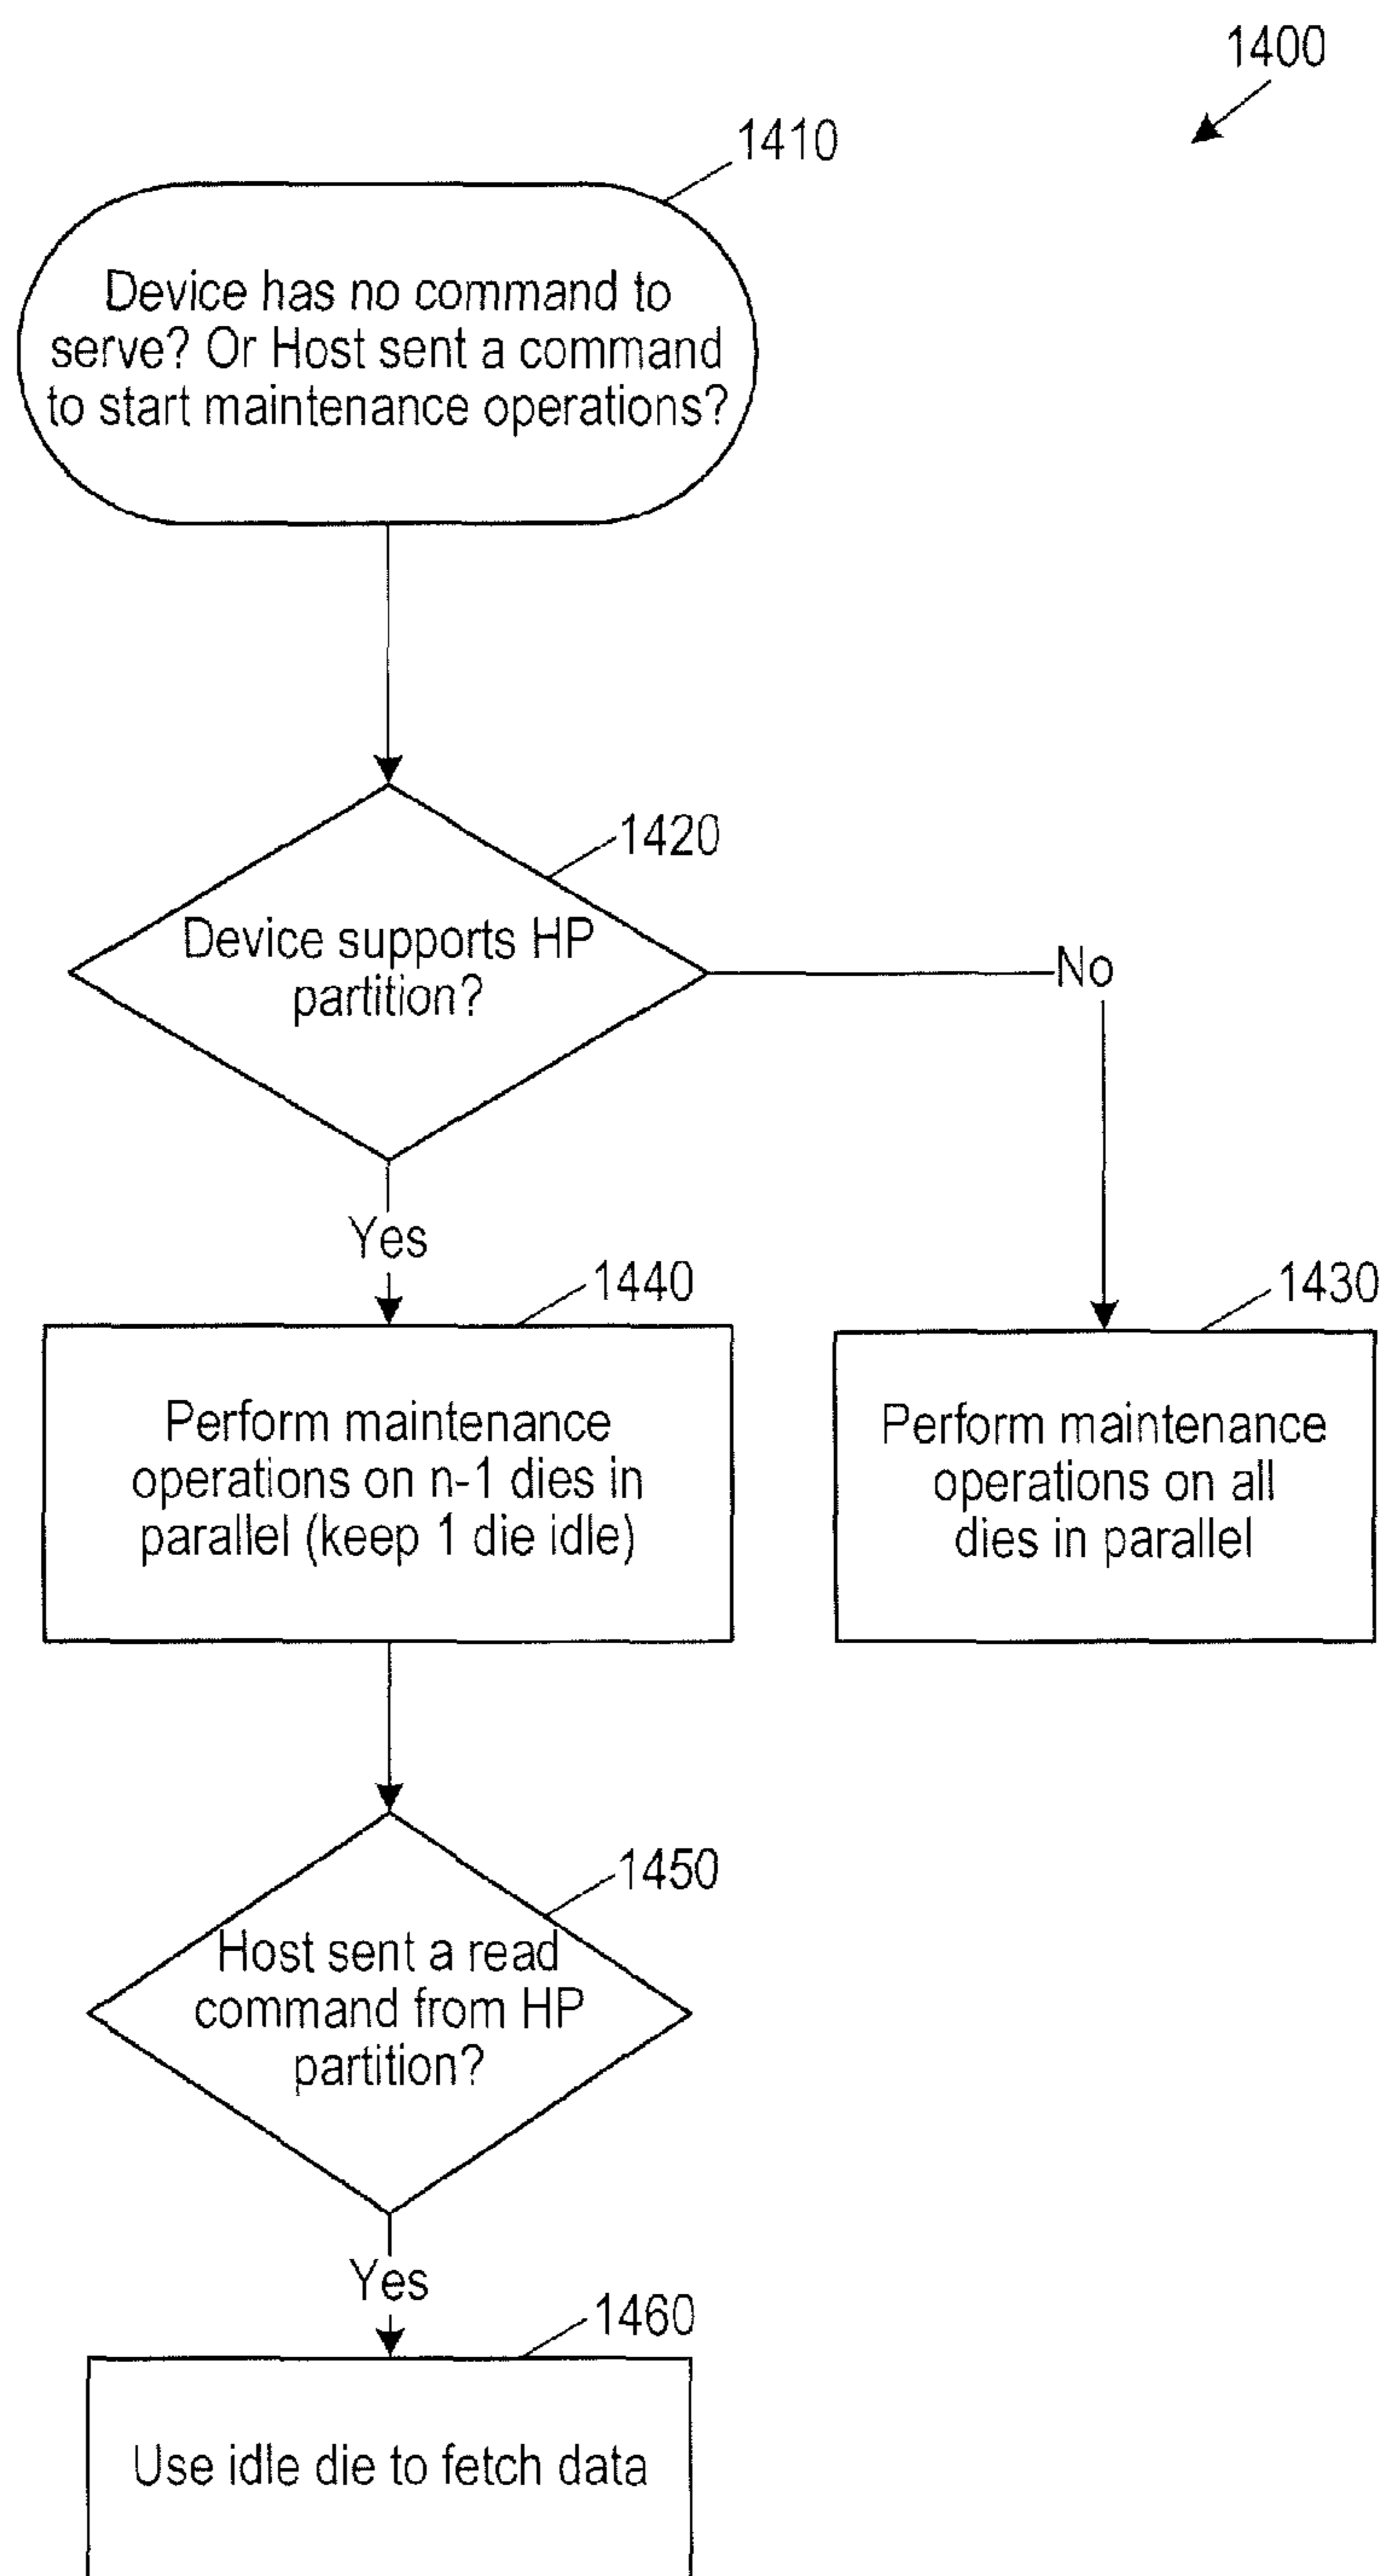 1400
1410
Device has no command to
serve? Or Host sent a command
to start maintenance operations?
1420
Device supports HP
partition?
No
Yes
1440
1430
Perform maintenance
operations on n-1 dies in
parallel (keep 1 die idle)
Perform maintenance
operations on all
dies in parallel
1450
Host sent a read
command from HP
partition?
Yes
1460
Use idle die to fetch data